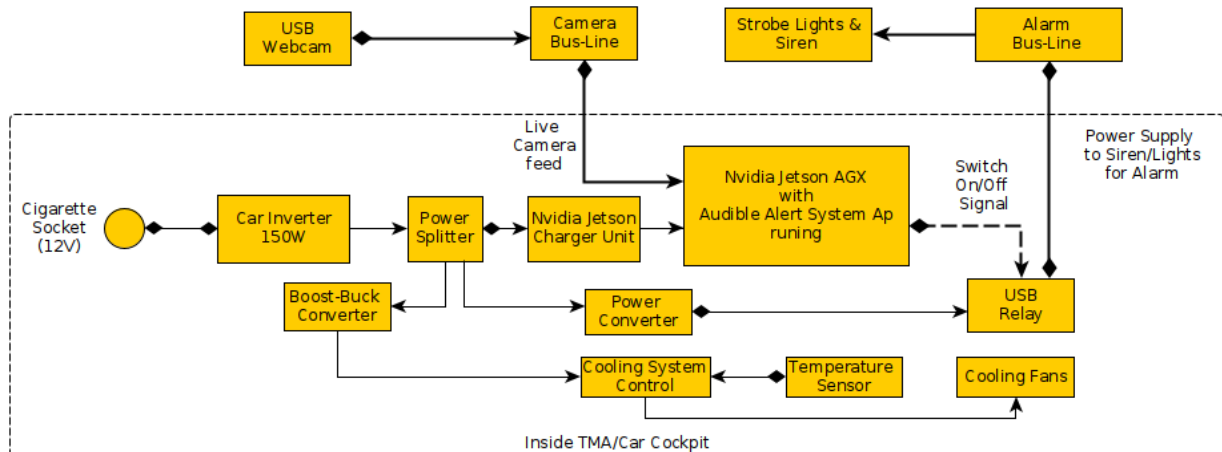 USB
Webcam
Camera
Bus-Line
Strobe Lights &
Siren
Alarm
Bus-Line
Live
Camera
feed
Power Supply
to Siren/Lights
for Alarm
Switch
On/Off
Signal
Cigarette
Socket
(12V)
Car Inverter
150W
Power
Splitter
Nvidia Jetson
Charger Unit
Nvidia Jetson AGX
with
Audible Alert System Ap
runing
Boost-Buck
Converter
Power
Converter
USB
Relay
Cooling System
Control
Temperature
Sensor
Cooling Fans
Inside TMA/Car Cockpit